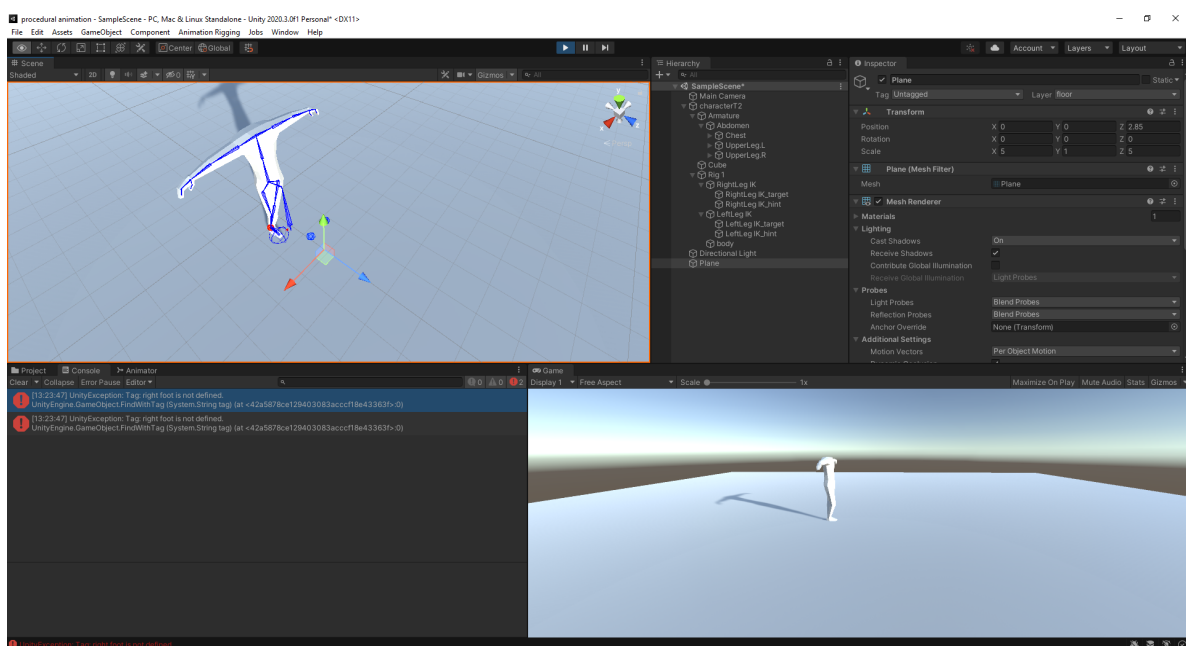 procedural animation - SampleScene - PC, Mac & Linux Standalone - Unity 2020.3.0f1 Personal* <DX11>
File Edit Assets GameObject Component Animation Rigging Jobs Window Help
Center Global Account Layers Layout
Scene
Shaded 2D 0 Gizmos All
y
x z
Persp
Hierarchy
All
SampleScene*
Main Camera
characterT2
Armature
Abdomen
Chest
UpperLeg.L
UpperLeg.R
Cube
Rig 1
RightLeg IK
RightLeg IK_target
RightLeg IK_hint
LeftLeg IK
LeftLeg IK_target
LeftLeg IK_hint
body
Directional Light
Plane
Inspector
Plane Static
Tag Untagged Layer floor
Transform
Position X 0 Y 0 Z 2.85
Rotation X 0 Y 0 Z 0
Scale X 5 Y 1 Z 5
Plane (Mesh Filter)
Mesh Plane
Mesh Renderer
Materials 1
Lighting
Cast Shadows On
Receive Shadows
Contribute Global Illumination
Receive Global Illumination Light Probes
Probes
Light Probes Blend Probes
Reflection Probes Blend Probes
Anchor Override None (Transform)
Additional Settings
Motion Vectors Per Object Motion
Project Console Animator
Clear Collapse Error Pause Editor 0 0 2
[13:23:47] UnityException: Tag: right foot is not defined.
UnityEngine.GameObject.FindWithTag (System.String tag) (at <42a5878ce129403083acccf18e43363f>:0)
[13:23:47] UnityException: Tag: right foot is not defined.
UnityEngine.GameObject.FindWithTag (System.String tag) (at <42a5878ce129403083acccf18e43363f>:0)
Game
Display 1 Free Aspect Scale 1x Maximize On Play Mute Audio Stats Gizmos
UnityException: Tag: right foot is not defined.